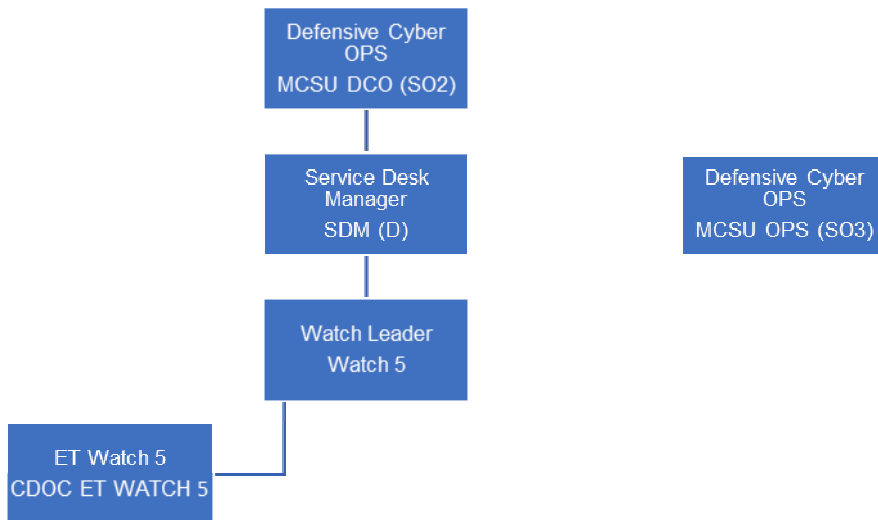 Defensive Cyber
OPS
MCSU DCO (SO2)
Service Desk
Manager
SDM (D)
Defensive Cyber
OPS
MCSU OPS (SO3)
Watch Leader
Watch 5
ET Watch 5
CDOC ET WATCH 5